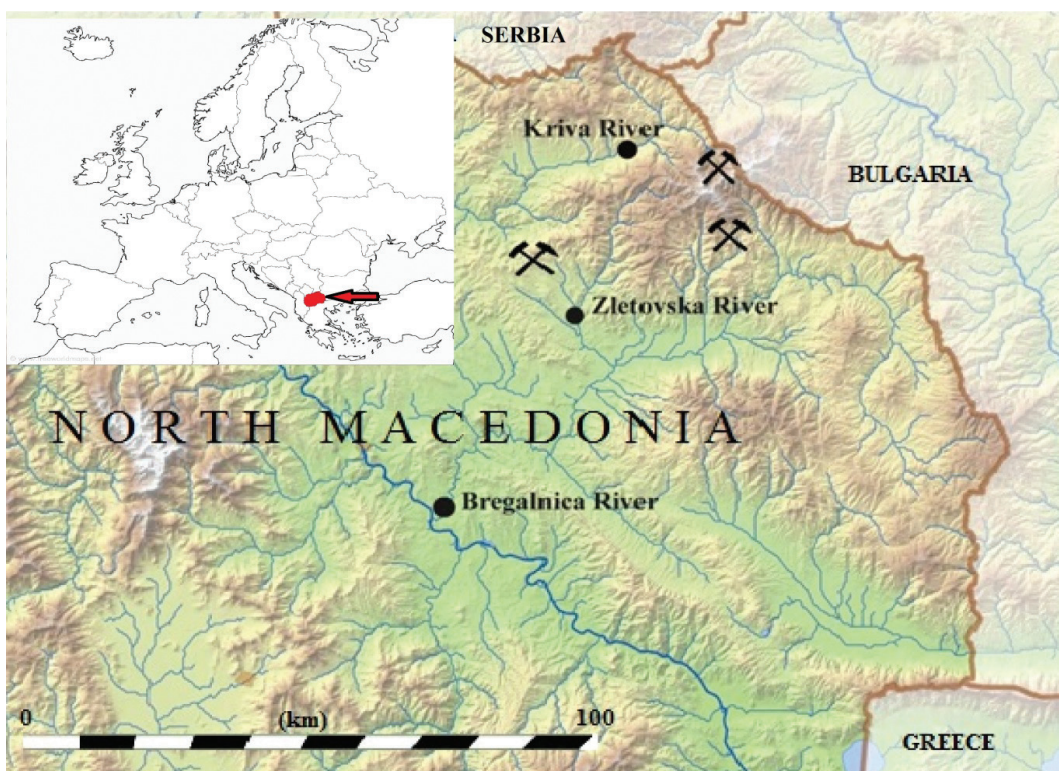 SERBIA
Kriva River
BULGARIA
Zletovska River
NORTH MACEDONIA
Bregalnica River
0 (km) 100
GREECE